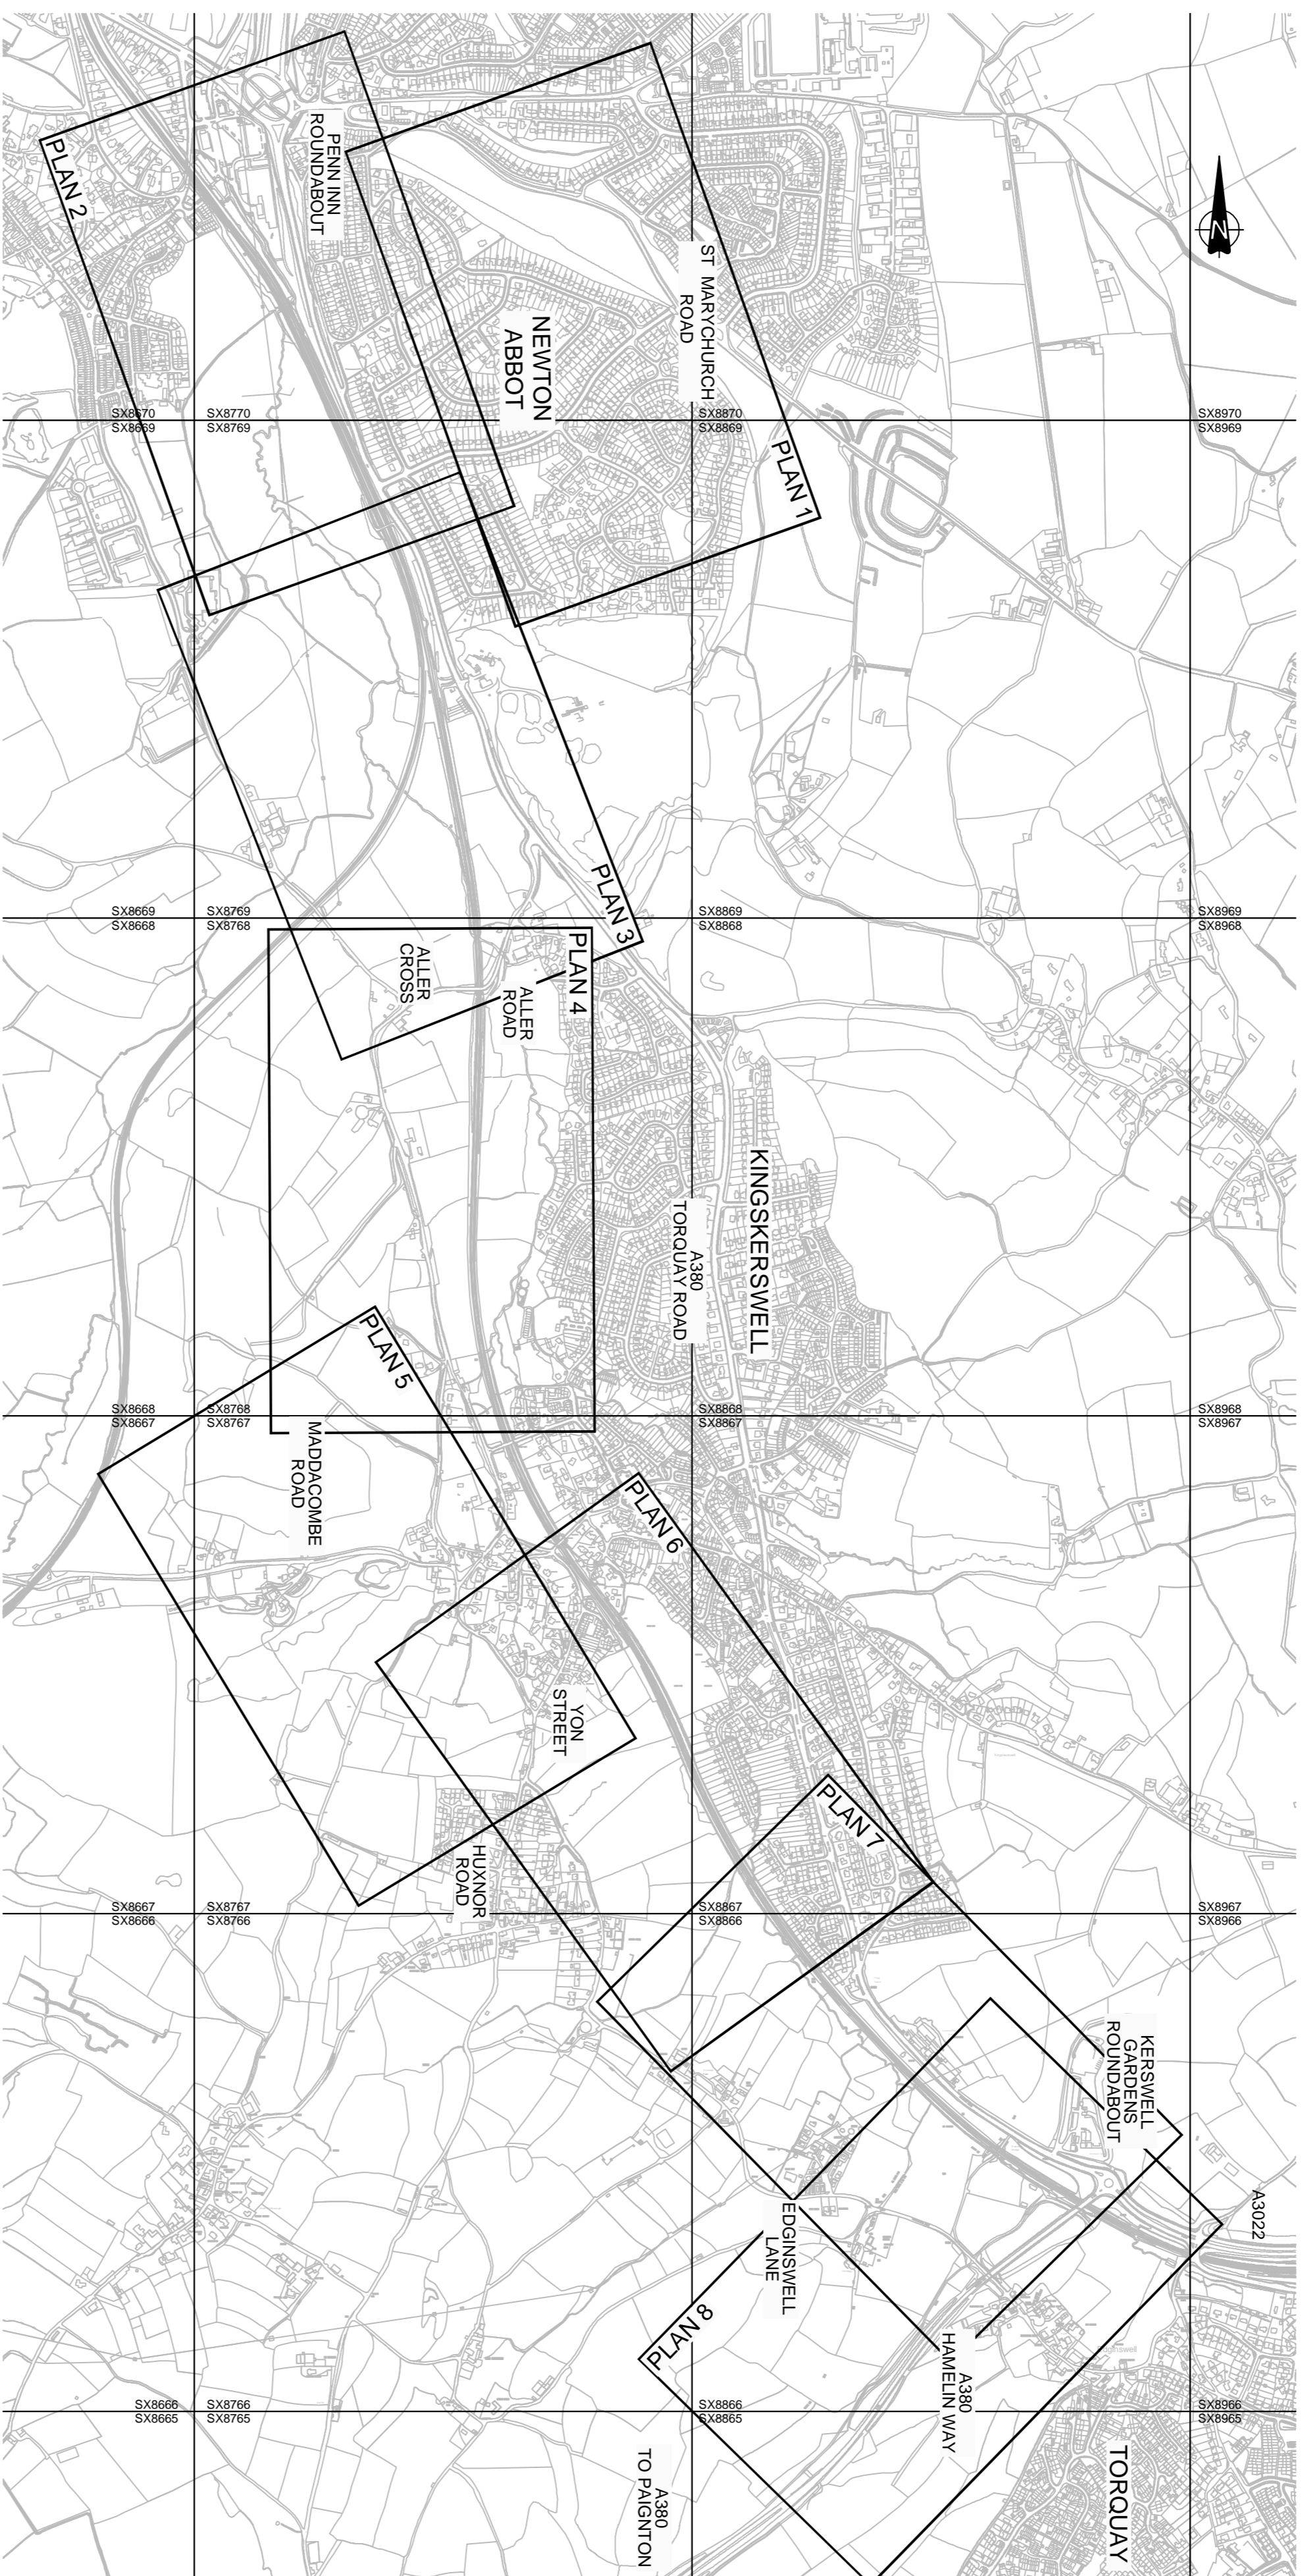 N
PLAN 2
PENN INN
ROUNDABOUT
ST MARYCHURCH
ROAD
NEWTON
ABBOT
SX8670
SX8669
SX8770
SX8769
SX8870
SX8869
SX8970
SX8969
PLAN 1
PLAN 3
SX8669
SX8668
SX8769
SX8768
SX8869
SX8868
SX8969
SX8968
PLAN 4
ALLER
CROSS
ALLER
ROAD
KINGSKERSWELL
A380
TORQUAY ROAD
PLAN 5
SX8668
SX8667
SX8768
SX8767
SX8868
SX8867
SX8968
SX8967
MADDACOMBE
ROAD
PLAN 6
YON
STREET
PLAN 7
HUXNOR
ROAD
SX8667
SX8666
SX8767
SX8766
SX8867
SX8866
SX8967
SX8966
KERSWELL
GARDENS
ROUNDABOUT
A3022
EDGINSWELL
LANE
PLAN 8
A380
HAMELIN WAY
SX8666
SX8665
SX8766
SX8765
SX8866
SX8865
SX8966
SX8965
A380
TO PAIGNTON
TORQUAY